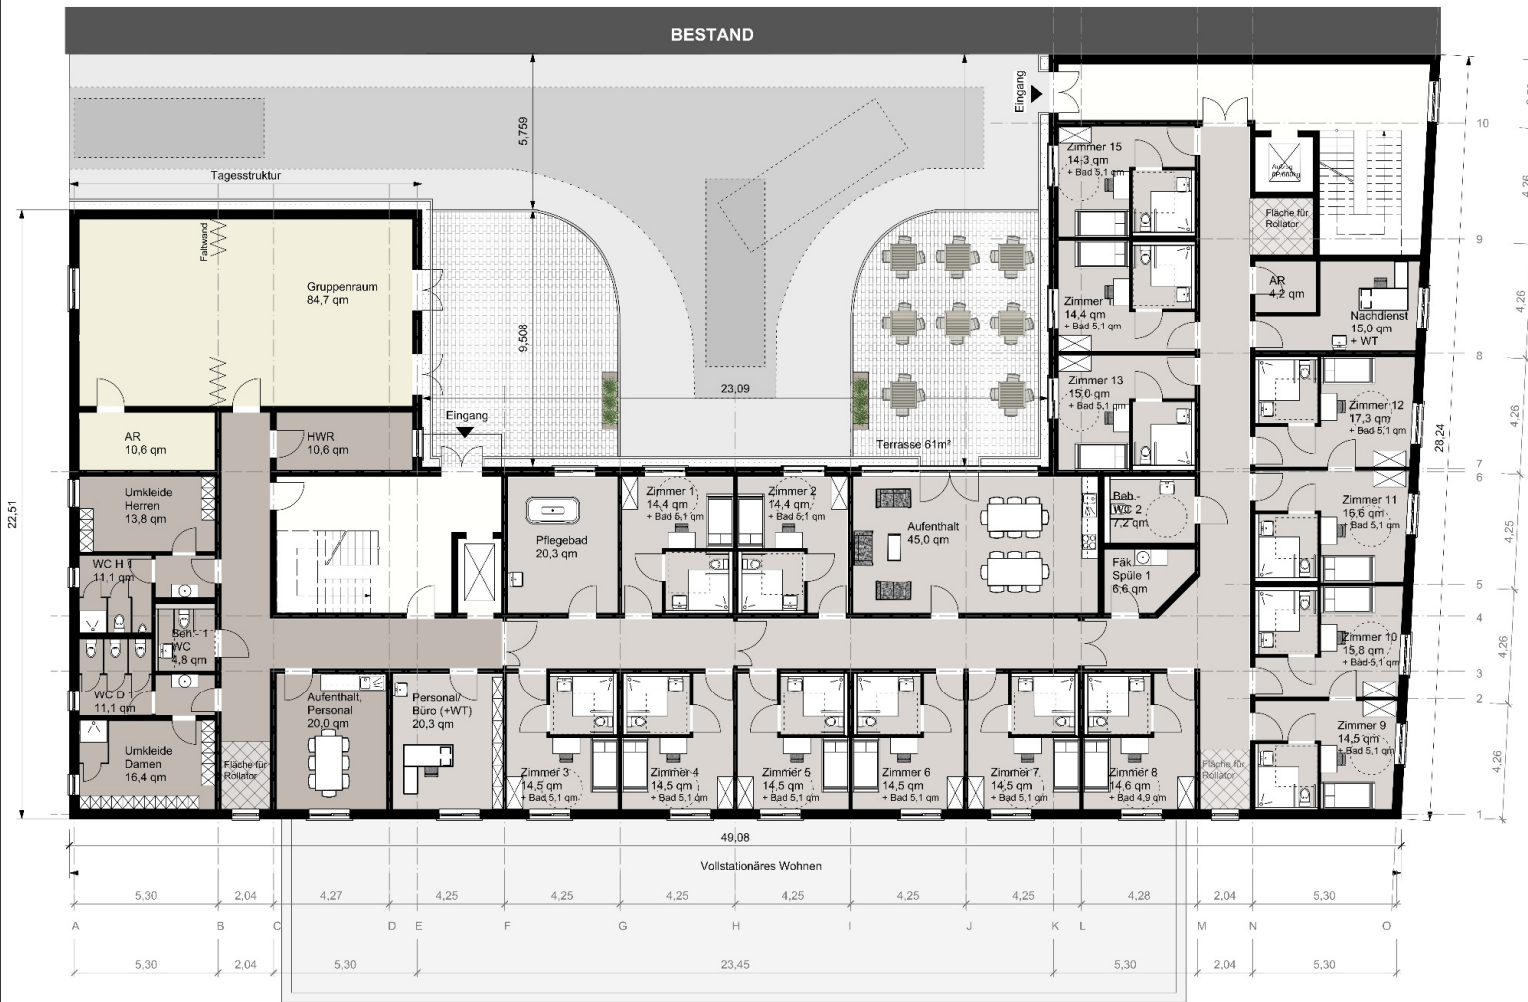 BESTAND
Eingang
5,759
Tagesstruktur
10
Zimmer 15
14,3 qm
+ Bad 5,1 qm
Fläche für
Rollator
9
4,26
Faltwand
Gruppenraum
84,7 qm
9,508
Zimmer
14,4 qm
+ Bad 5,1 qm
AR
4,2 qm
Nachdienst
15,0 qm
+ WT
4,26
8
23,09
Zimmer 13
15,0 qm
+ Bad 5,1 qm
Zimmer 12
17,3 qm
+ Bad 5,1 qm
4,26
28,24
Eingang
AR
10,6 qm
HWR
10,6 qm
Terrasse 61m²
7
6
22,51
Umkleide
Herren
13,8 qm
Pflegebad
20,3 qm
Zimmer 1
14,4 qm
+ Bad 5,1 qm
Zimmer 2
14,4 qm
+ Bad 5,1 qm
Aufenthalt
45,0 qm
Beh.-
WC 2
7,2 qm
Zimmer 11
16,6 qm
+ Bad 5,1 qm
4,25
WC H 1
11,1 qm
Fäk.
Spüle 1
6,6 qm
5
4
Beh.- 1
WC
4,8 qm
Zimmer 10
15,8 qm
+ Bad 5,1 qm
4,26
3
2
WC D 1
11,1 qm
Aufenthalt,
Personal
20,0 qm
Personal/
Büro (+WT)
20,3 qm
Zimmer 9
14,5 qm
+ Bad 5,1 qm
4,26
Umkleide
Damen
16,4 qm
Fläche für
Rollator
Zimmer 3
14,5 qm
+ Bad 5,1 qm
Zimmer 4
14,5 qm
+ Bad 5,1 qm
Zimmer 5
14,5 qm
+ Bad 5,1 qm
Zimmer 6
14,5 qm
+ Bad 5,1 qm
Zimmer 7
14,5 qm
+ Bad 5,1 qm
Zimmer 8
14,6 qm
+ Bad 4,9 qm
Fläche für
Rollator
1
49,08
Vollstationäres Wohnen
5,30 2,04 4,27 4,25 4,25 4,25 4,25 4,25 4,28 2,04 5,30
A B C D E F G H I J K L M N O
5,30 2,04 5,30 23,45 5,30 2,04 5,30